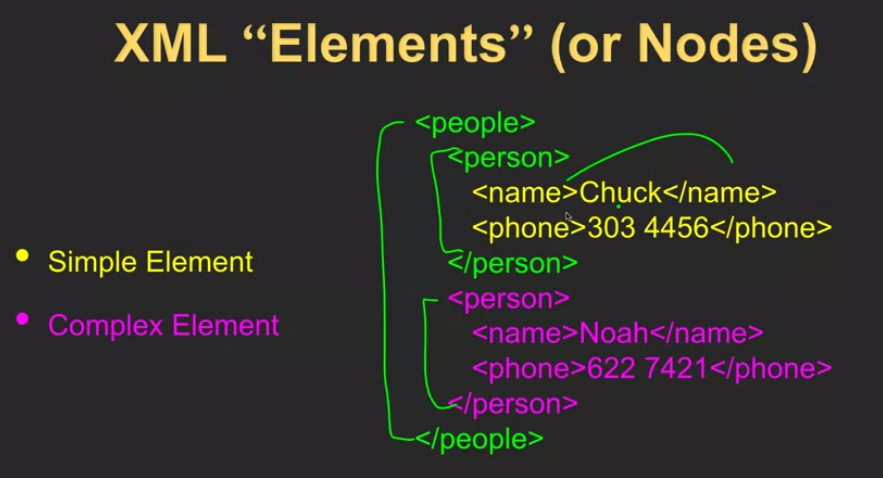 XML “Elements” (or Nodes)
• Simple Element
• Complex Element
<people>
<person>
<name>Chuck</name>
<phone>303 4456</phone>
</person>
<person>
<name>Noah</name>
<phone>622 7421</phone>
</person>
</people>